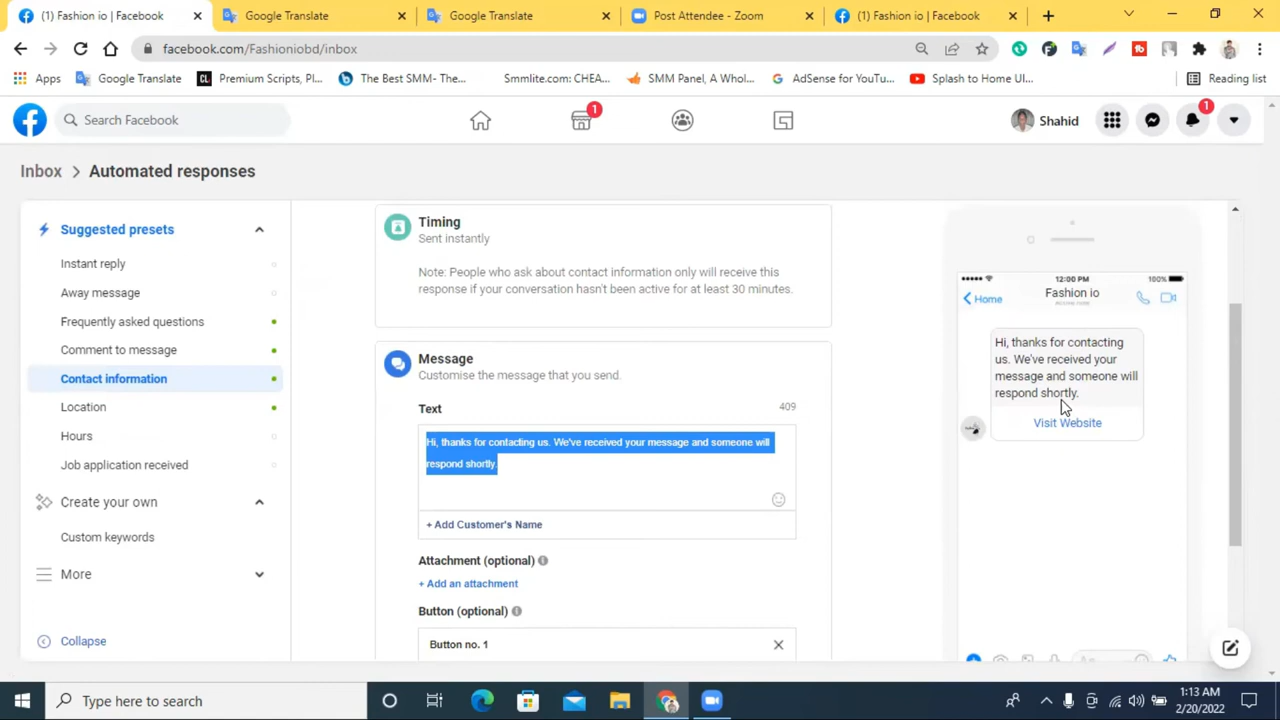 (1) Fashion io | Facebook
Google Translate
Google Translate
Post Attendee - Zoom
(1) Fashion io | Facebook
facebook.com/Fashioniobd/inbox
Apps
Google Translate
Premium Scripts, Pl...
The Best SMM- The...
Smmlite.com: CHEA...
SMM Panel, A Whol...
AdSense for YouTu...
Splash to Home UI...
Reading list
Search Facebook
1
Shahid
1
Inbox > Automated responses
Suggested presets
Instant reply
Away message
Frequently asked questions
Comment to message
Contact information
Location
Hours
Job application received
Create your own
Custom keywords
More
Collapse
Timing
Sent instantly
Note: People who ask about contact information only will receive this
response if your conversation hasn't been active for at least 30 minutes.
Message
Customise the message that you send.
Text
409
Hi, thanks for contacting us. We've received your message and someone will
respond shortly.
+ Add Customer's Name
Attachment (optional)
+ Add an attachment
Button (optional)
Button no. 1
12:00 PM
100%
Home
Fashion io
Hi, thanks for contacting
us. We've received your
message and someone will
respond shortly.
Visit Website
Aa
Type here to search
1:13 AM
2/20/2022